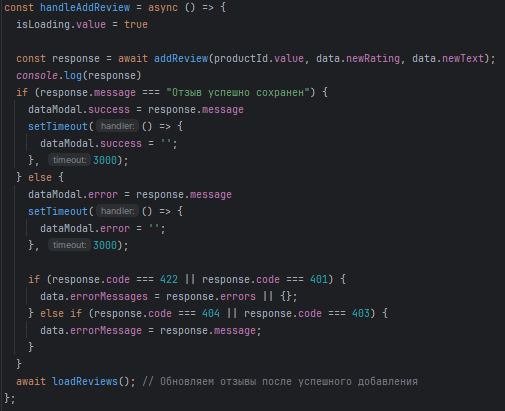 const handleAddReview = async () => {
  isLoading.value = true

  const response = await addReview(productId.value, data.newRating, data.newText);
  console.log(response)
  if (response.message === "Отзыв успешно сохранен") {
    dataModal.success = response.message
    setTimeout( handler: () => {
      dataModal.success = '';
    }, timeout: 3000);
  } else {
    dataModal.error = response.message
    setTimeout( handler: () => {
      dataModal.error = '';
    }, timeout: 3000);

    if (response.code === 422 || response.code === 401) {
      data.errorMessages = response.errors || {};
    } else if (response.code === 404 || response.code === 403) {
      data.errorMessage = response.message;
    }
  }
  await loadReviews(); // Обновляем отзывы после успешного добавления
};